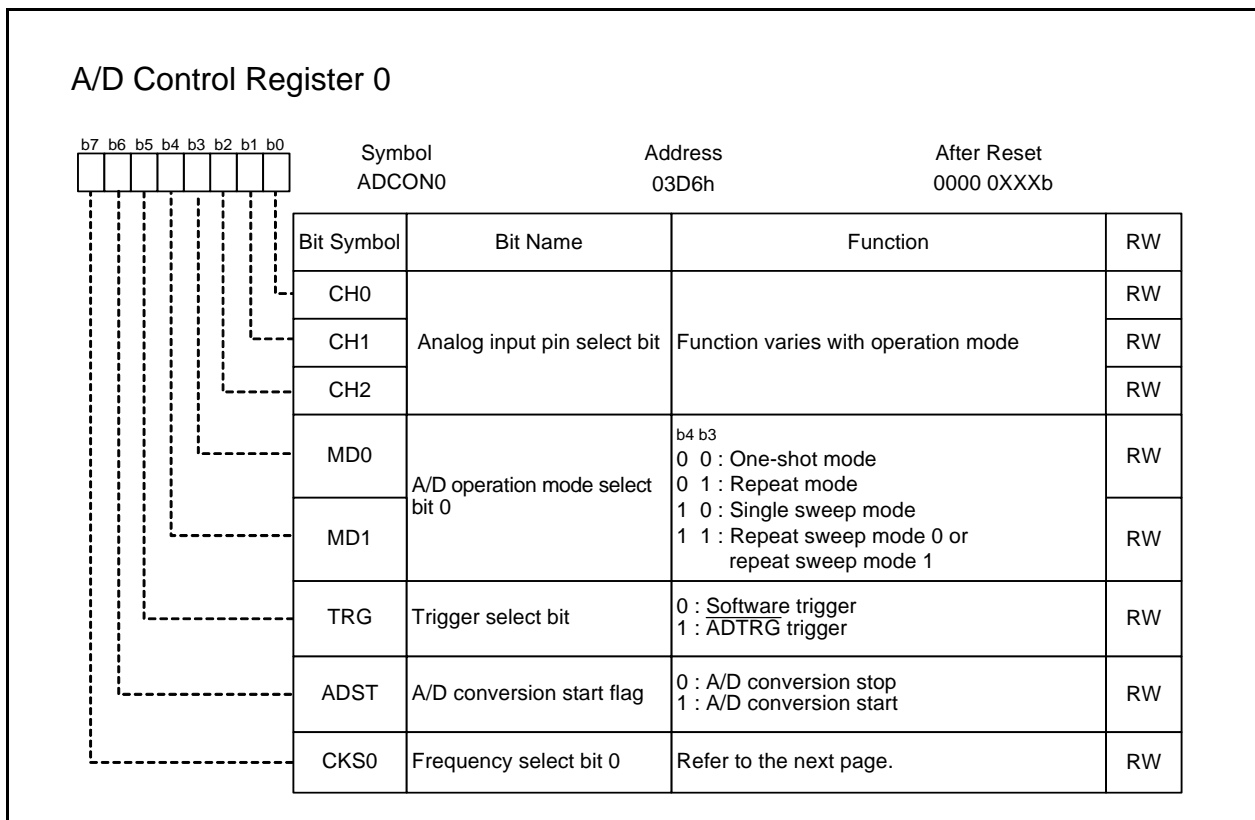 A/D Control Register 0
b7 b6 b5 b4 b3 b2 b1 b0
Symbol Address After Reset
ADCON0 03D6h 0000 0XXXb
Bit Symbol Bit Name Function RW
CH0 RW
CH1 Analog input pin select bit Function varies with operation mode RW
CH2 RW
MD0 A/D operation mode select bit 0 RW
b4 b3
0 0 : One-shot mode
0 1 : Repeat mode
1 0 : Single sweep mode
1 1 : Repeat sweep mode 0 or
repeat sweep mode 1
MD1 RW
TRG Trigger select bit RW
0 : Software trigger
1 : ADTRG trigger
ADST A/D conversion start flag RW
0 : A/D conversion stop
1 : A/D conversion start
CKS0 Frequency select bit 0 Refer to the next page. RW